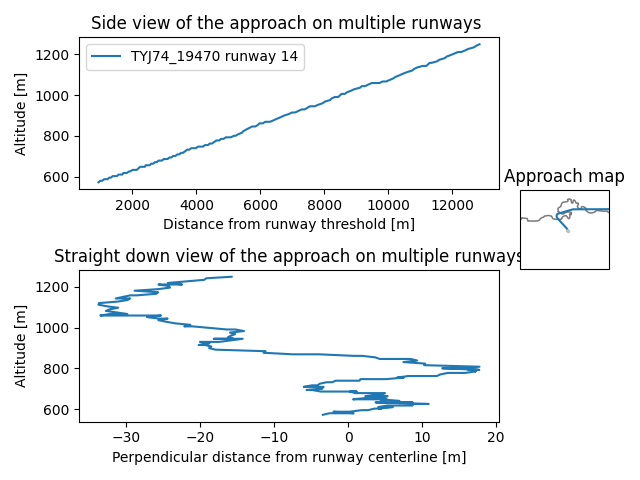 Side view of the approach on multiple runways
1200
1000
800
600
Altitude [m]
TYJ74_19470 runway 14
2000 4000 6000 8000 10000 12000
Distance from runway threshold [m]
Approach map
Straight down view of the approach on multiple runways
1200
1000
800
600
Altitude [m]
−30 −20 −10 0 10 20
Perpendicular distance from runway centerline [m]